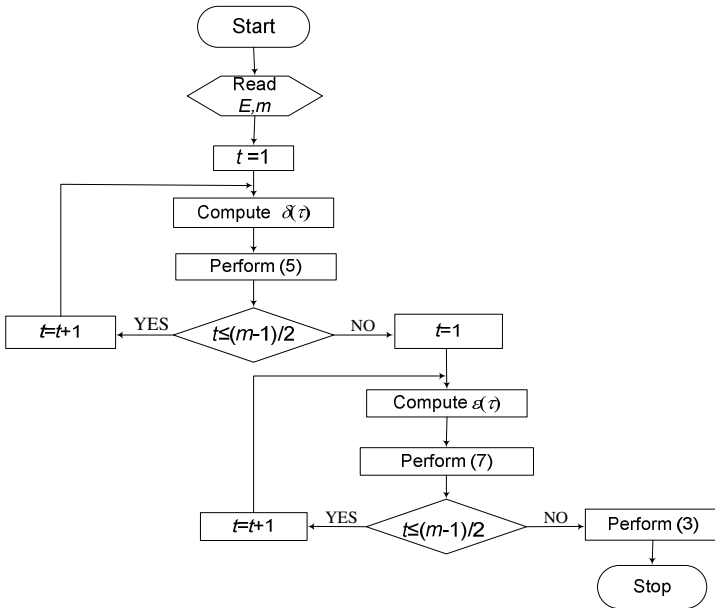 Start
Read
E,m
t =1
Compute δ(τ)
Perform (5)
t=t+1
YES
t≤(m-1)/2
NO
t=1
Compute ε(τ)
Perform (7)
t=t+1
YES
t≤(m-1)/2
NO
Perform (3)
Stop